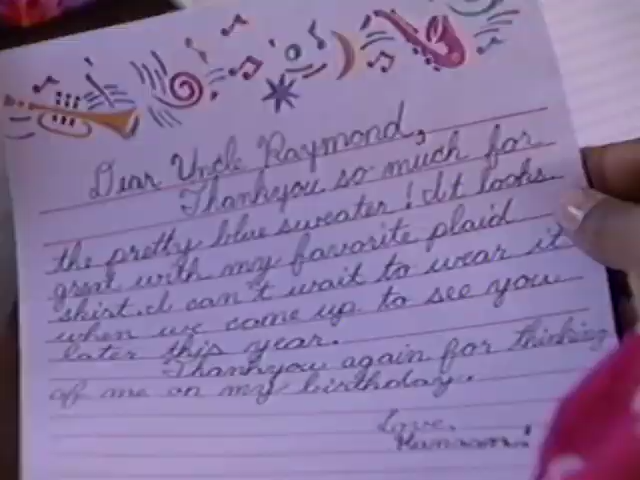 Dear Uncle Raymond,
Thankyou so much for
the pretty blue sweater! It looks
great with my favorite plaid
shirt. I can't wait to wear it
when we come up to see you
later this year.
Thankyou again for thinking
of me on my birthday.
Love,